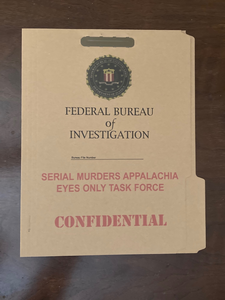 FEDERAL BUREAU
of
INVESTIGATION
SERIAL MURDERS APPALACHIA
EYES ONLY TASK FORCE
CONFIDENTIAL